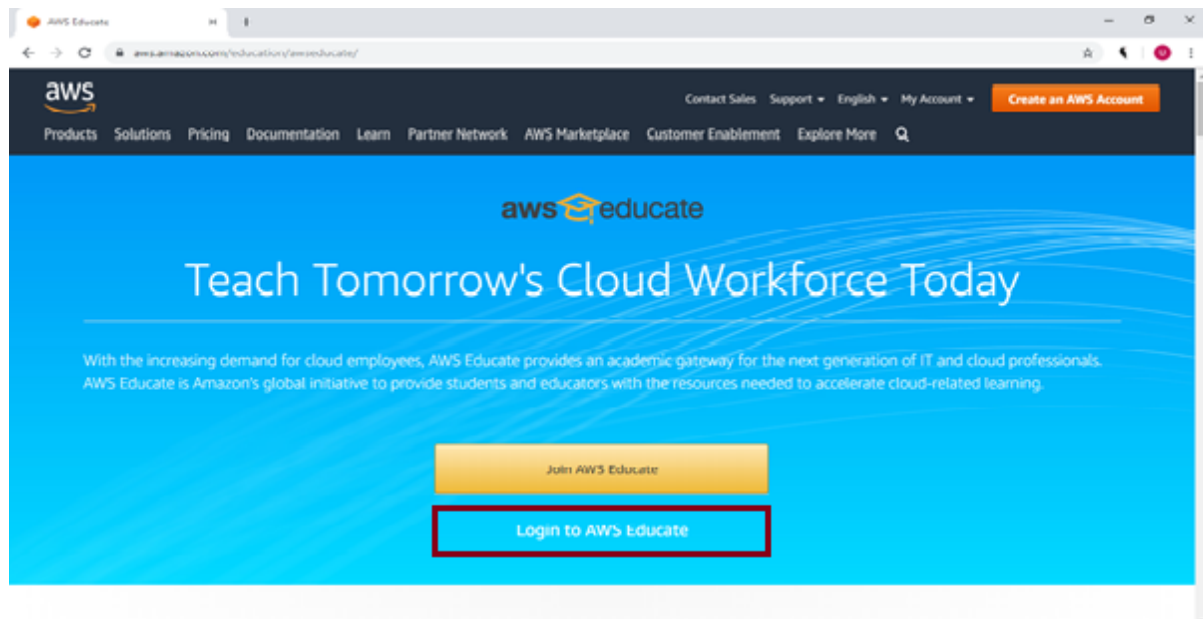 AWS Educate
aws.amazon.com/education/awseducate/
aws
Contact Sales Support English My Account Create an AWS Account
Products Solutions Pricing Documentation Learn Partner Network AWS Marketplace Customer Enablement Explore More
aws educate
Teach Tomorrow's Cloud Workforce Today
With the increasing demand for cloud employees, AWS Educate provides an academic gateway for the next generation of IT and cloud professionals.
AWS Educate is Amazon's global initiative to provide students and educators with the resources needed to accelerate cloud-related learning.
Join AWS Educate
Login to AWS Educate